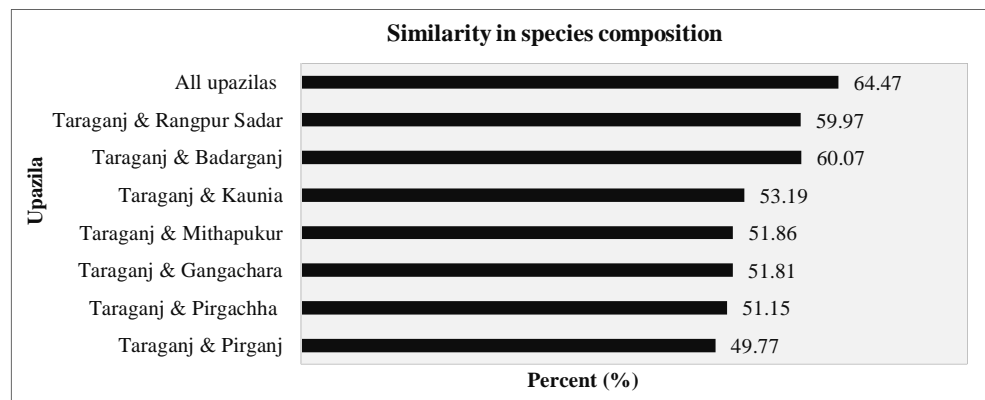 Similarity in species composition
Upazila
All upazilas 64.47
Taraganj & Rangpur Sadar 59.97
Taraganj & Badarganj 60.07
Taraganj & Kaunia 53.19
Taraganj & Mithapukur 51.86
Taraganj & Gangachara 51.81
Taraganj & Pirgachha 51.15
Taraganj & Pirganj 49.77
Percent (%)